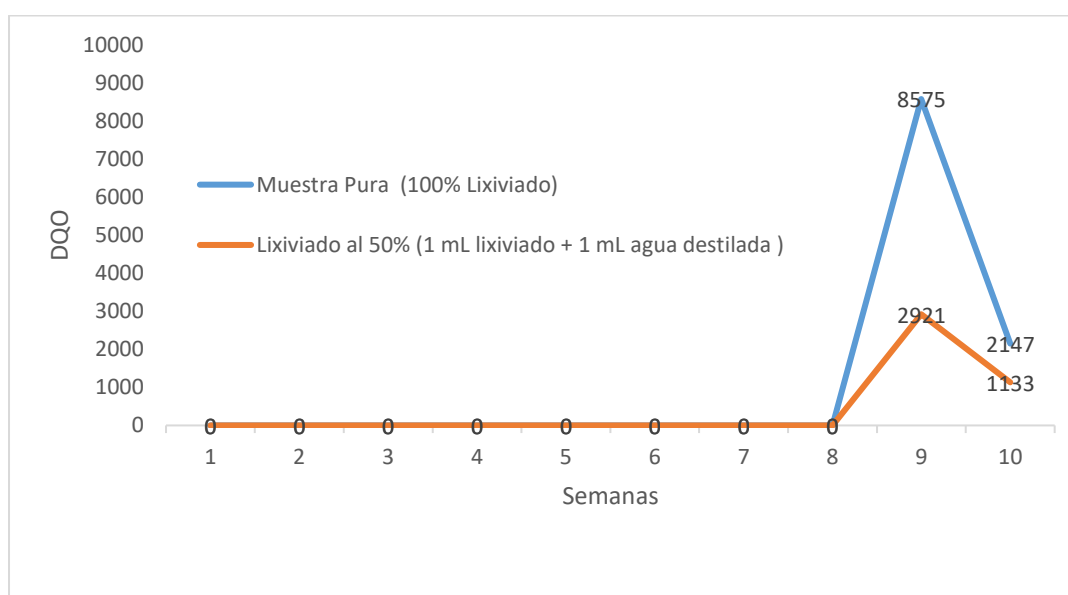 10000
9000
8000
7000
6000
5000
4000
3000
2000
1000
0
DQO
8575
Muestra Pura (100% Lixiviado)
Lixiviado al 50% (1 mL lixiviado + 1 mL agua destilada )
2921
2147
1133
0 0 0 0 0 0 0 0
1 2 3 4 5 6 7 8 9 10
Semanas